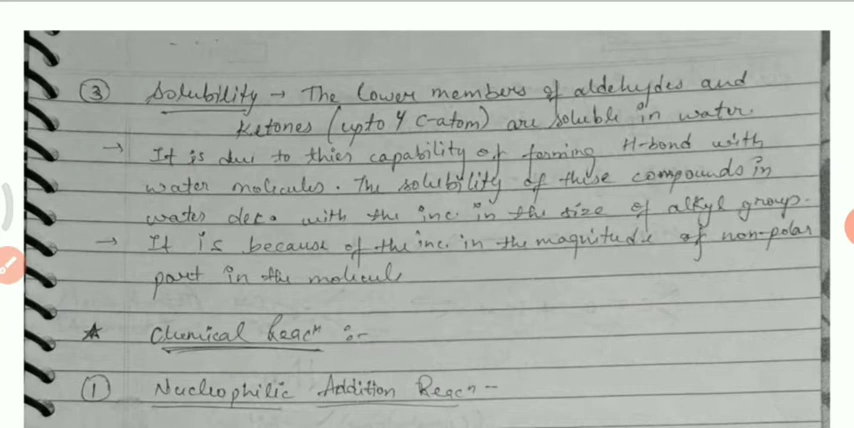 ③ Solubility → The lower members of aldehydes and
Ketones (upto 4 C-atom) are soluble in water.
→ It is due to thier capability of forming H-bond with
water molecules. The solubility of these compounds in
water dec. with the inc. in the size of alkyl group.
→ It is because of the inc. in the magnitude of non-polar
part in the molicule
★ Chemical Reacn :-
① Nucleophilic Addition Reacn -